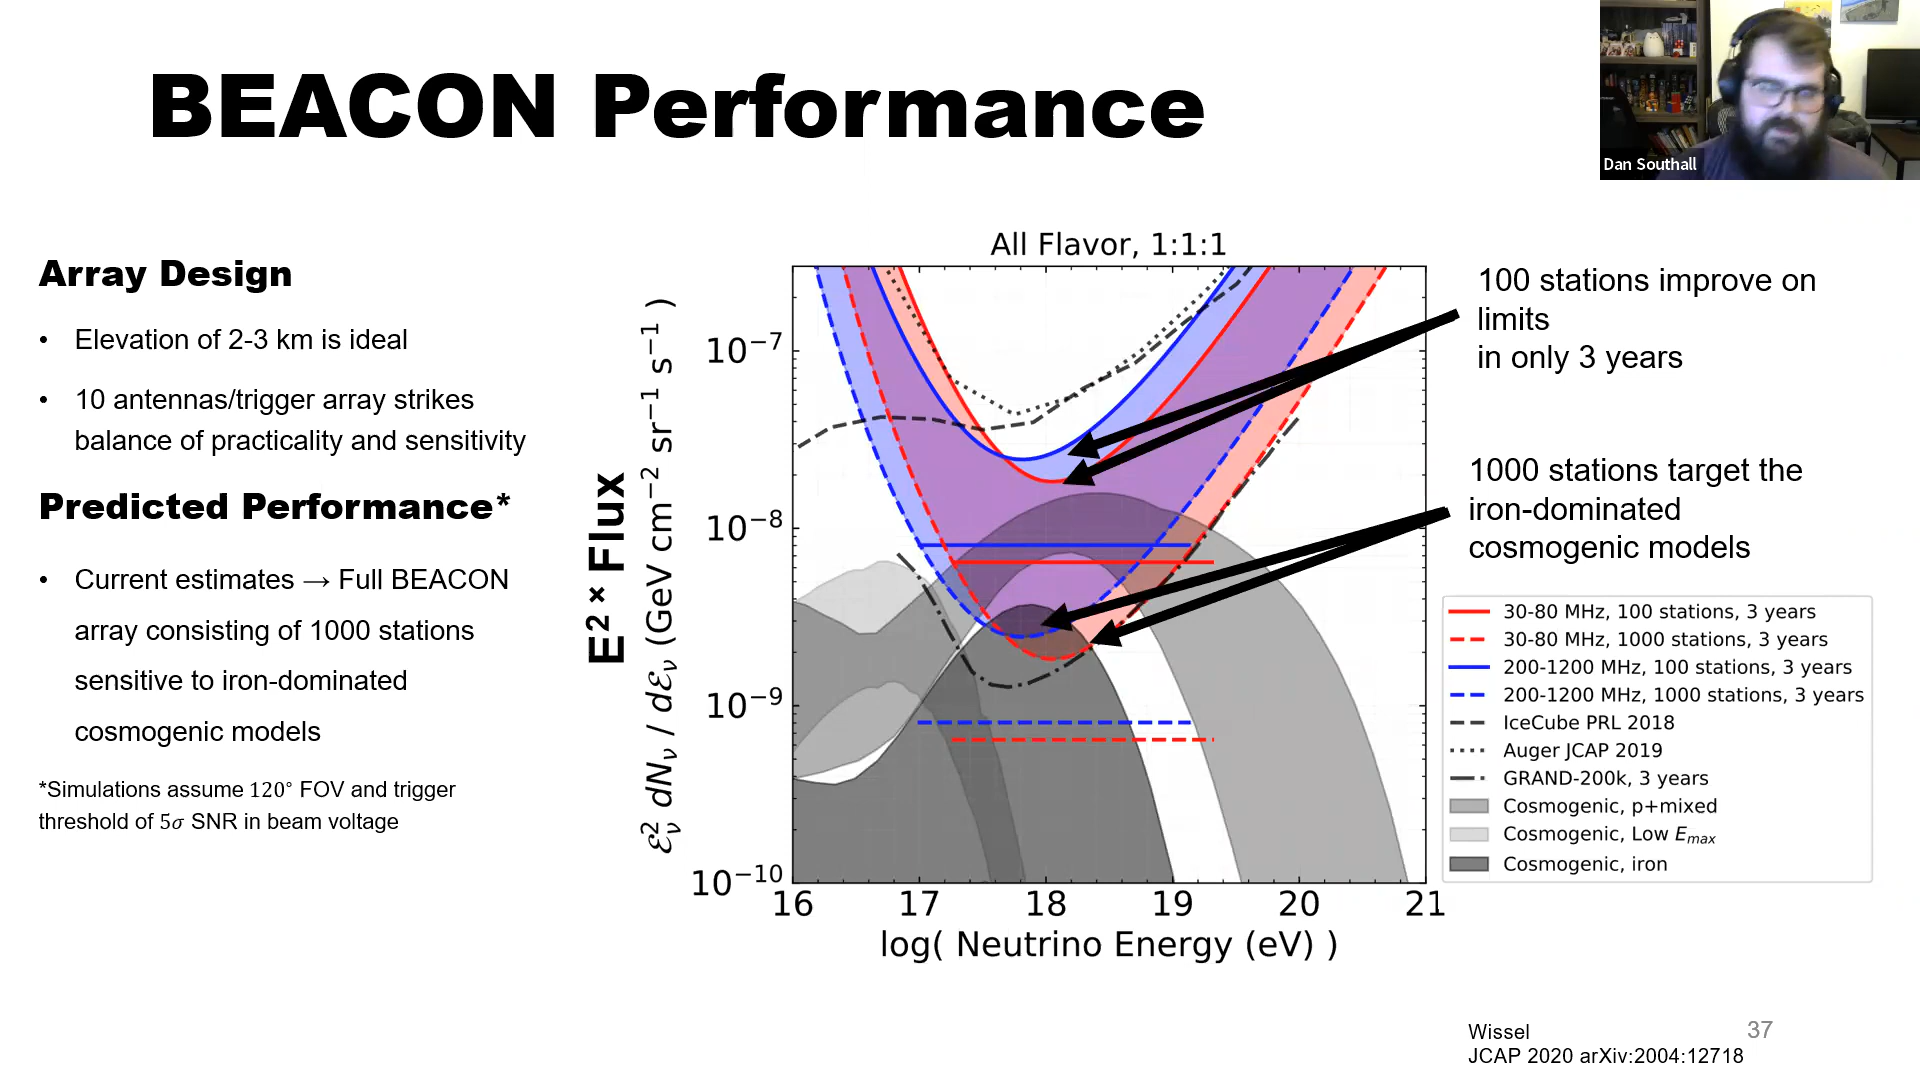 BEACON Performance
Dan Southall
Array Design
• Elevation of 2-3 km is ideal
• 10 antennas/trigger array strikes
balance of practicality and sensitivity
Predicted Performance*
• Current estimates → Full BEACON
array consisting of 1000 stations
sensitive to iron-dominated
cosmogenic models
*Simulations assume 120° FOV and trigger
threshold of 5σ SNR in beam voltage
All Flavor, 1:1:1
E² × Flux
ℰν² dNν / dℰν (GeV cm⁻² sr⁻¹ s⁻¹ )
10⁻⁷
10⁻⁸
10⁻⁹
10⁻¹⁰
16 17 18 19 20 21
log( Neutrino Energy (eV) )
100 stations improve on
limits
in only 3 years
1000 stations target the
iron-dominated
cosmogenic models
30-80 MHz, 100 stations, 3 years
30-80 MHz, 1000 stations, 3 years
200-1200 MHz, 100 stations, 3 years
200-1200 MHz, 1000 stations, 3 years
IceCube PRL 2018
Auger JCAP 2019
GRAND-200k, 3 years
Cosmogenic, p+mixed
Cosmogenic, Low Emax
Cosmogenic, iron
Wissel
JCAP 2020 arXiv:2004:12718
37